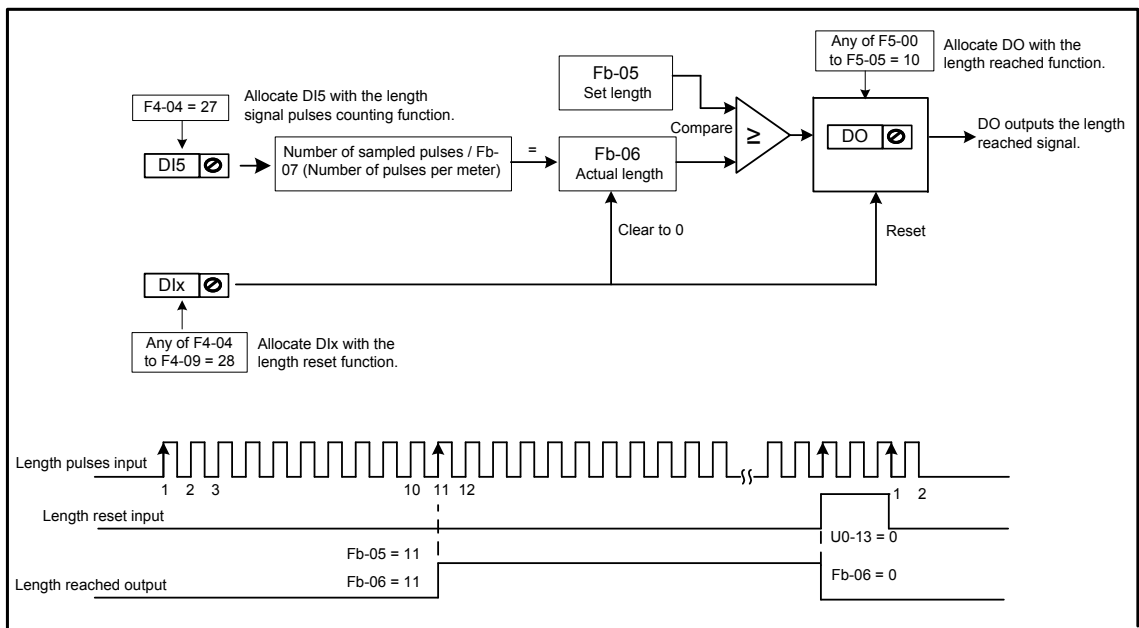 Any of F5-00
to F5-05 = 10
Allocate DO with the
length reached function.
Fb-05
Set length
F4-04 = 27
Allocate DI5 with the length
signal pulses counting function.
Compare
≥
DO
DO outputs the length
reached signal.
DI5
Number of sampled pulses / Fb-
07 (Number of pulses per meter)
=
Fb-06
Actual length
Clear to 0
Reset
DIx
Any of F4-04
to F4-09 = 28
Allocate DIx with the
length reset function.
Length pulses input
1 2 3 10 11 12 1 2
Length reset input
U0-13 = 0
Fb-05 = 11
Fb-06 = 11
Fb-06 = 0
Length reached output